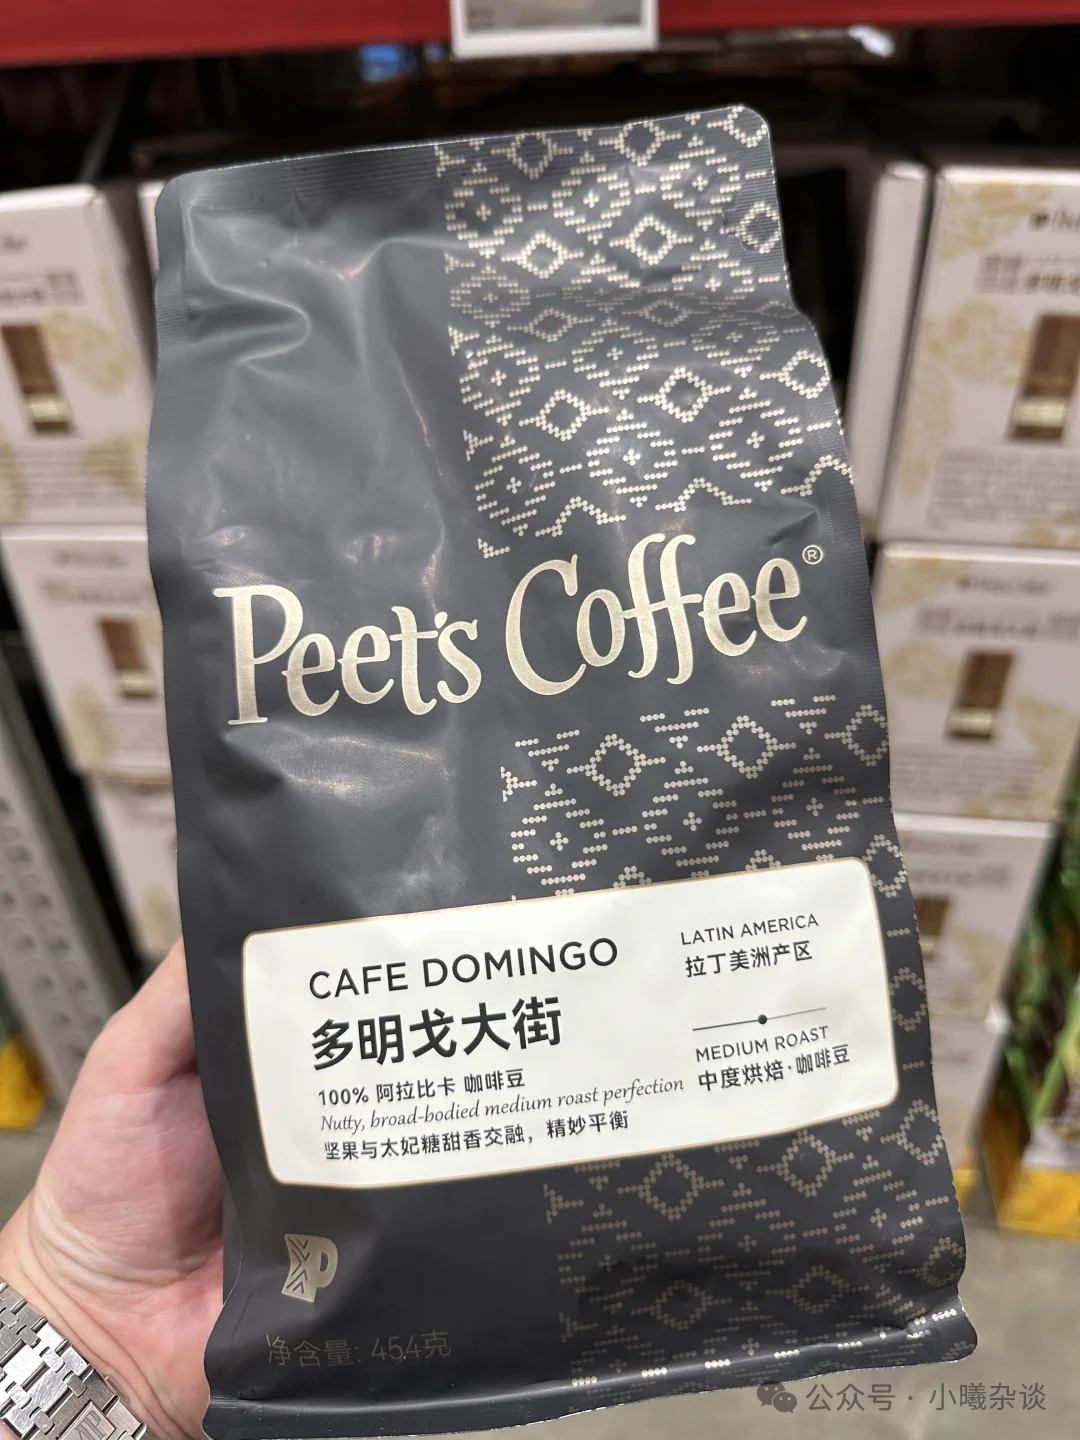 Peet's Coffee®
CAFE DOMINGO
多明戈大街
100% 阿拉比卡 咖啡豆
Nutty, broad-bodied medium roast perfection
坚果与太妃糖甜香交融，精妙平衡
LATIN AMERICA
拉丁美洲产区
MEDIUM ROAST
中度烘焙·咖啡豆
净含量: 454克
公众号·小曦杂谈